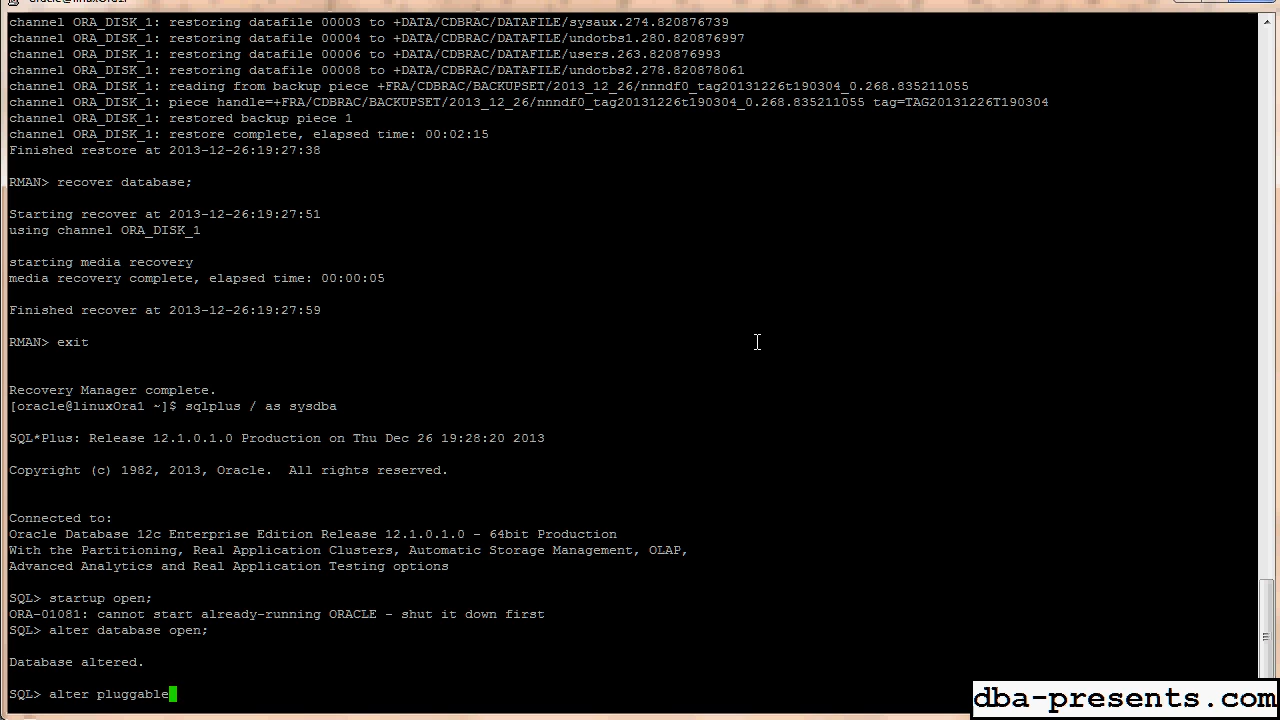 channel ORA_DISK_1: restoring datafile 00003 to +DATA/CDBRAC/DATAFILE/sysaux.274.820876739
channel ORA_DISK_1: restoring datafile 00004 to +DATA/CDBRAC/DATAFILE/undotbs1.280.820876997
channel ORA_DISK_1: restoring datafile 00006 to +DATA/CDBRAC/DATAFILE/users.263.820876993
channel ORA_DISK_1: restoring datafile 00008 to +DATA/CDBRAC/DATAFILE/undotbs2.278.820878061
channel ORA_DISK_1: reading from backup piece +FRA/CDBRAC/BACKUPSET/2013_12_26/nnndf0_tag20131226t190304_0.268.835211055
channel ORA_DISK_1: piece handle=+FRA/CDBRAC/BACKUPSET/2013_12_26/nnndf0_tag20131226t190304_0.268.835211055 tag=TAG20131226T190304
channel ORA_DISK_1: restored backup piece 1
channel ORA_DISK_1: restore complete, elapsed time: 00:02:15
Finished restore at 2013-12-26:19:27:38
RMAN> recover database;
Starting recover at 2013-12-26:19:27:51
using channel ORA_DISK_1
starting media recovery
media recovery complete, elapsed time: 00:00:05
Finished recover at 2013-12-26:19:27:59
RMAN> exit
Recovery Manager complete.
[oracle@linuxOra1 ~]$ sqlplus / as sysdba
SQL*Plus: Release 12.1.0.1.0 Production on Thu Dec 26 19:28:20 2013
Copyright (c) 1982, 2013, Oracle.  All rights reserved.
Connected to:
Oracle Database 12c Enterprise Edition Release 12.1.0.1.0 - 64bit Production
With the Partitioning, Real Application Clusters, Automatic Storage Management, OLAP,
Advanced Analytics and Real Application Testing options
SQL> startup open;
ORA-01081: cannot start already-running ORACLE - shut it down first
SQL> alter database open;
Database altered.
SQL> alter pluggable
dba-presents.com